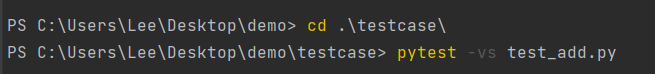 PS C:\Users\Lee\Desktop\demo> cd .\testcase\
PS C:\Users\Lee\Desktop\demo\testcase> pytest -vs test_add.py